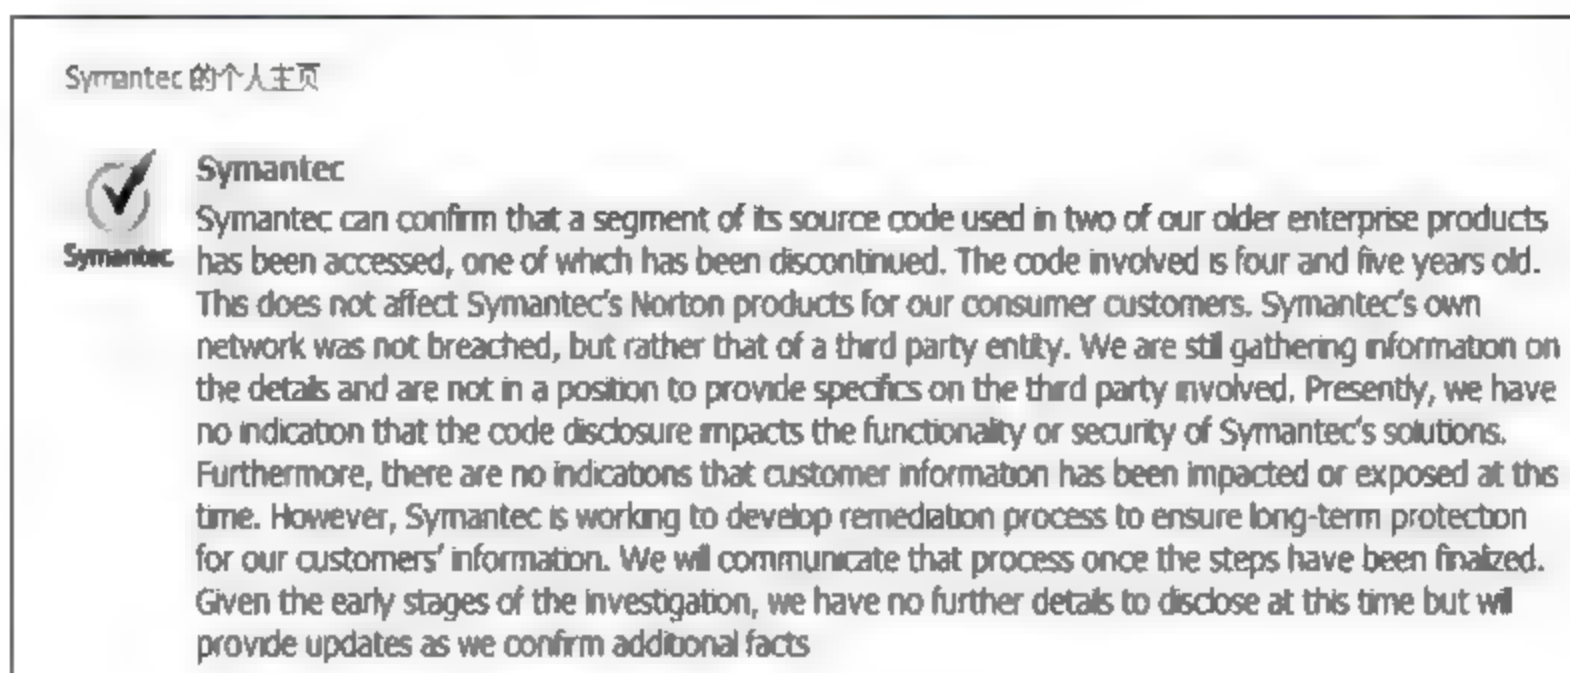 Symantec 的个人主页
Symantec
Symantec
Symantec can confirm that a segment of its source code used in two of our older enterprise products
has been accessed, one of which has been discontinued. The code involved is four and five years old.
This does not affect Symantec's Norton products for our consumer customers. Symantec's own
network was not breached, but rather that of a third party entity. We are still gathering information on
the details and are not in a position to provide specifics on the third party involved. Presently, we have
no indication that the code disclosure impacts the functionality or security of Symantec's solutions.
Furthermore, there are no indications that customer information has been impacted or exposed at this
time. However, Symantec is working to develop remediation process to ensure long-term protection
for our customers' information. We will communicate that process once the steps have been finalized.
Given the early stages of the investigation, we have no further details to disclose at this time but will
provide updates as we confirm additional facts